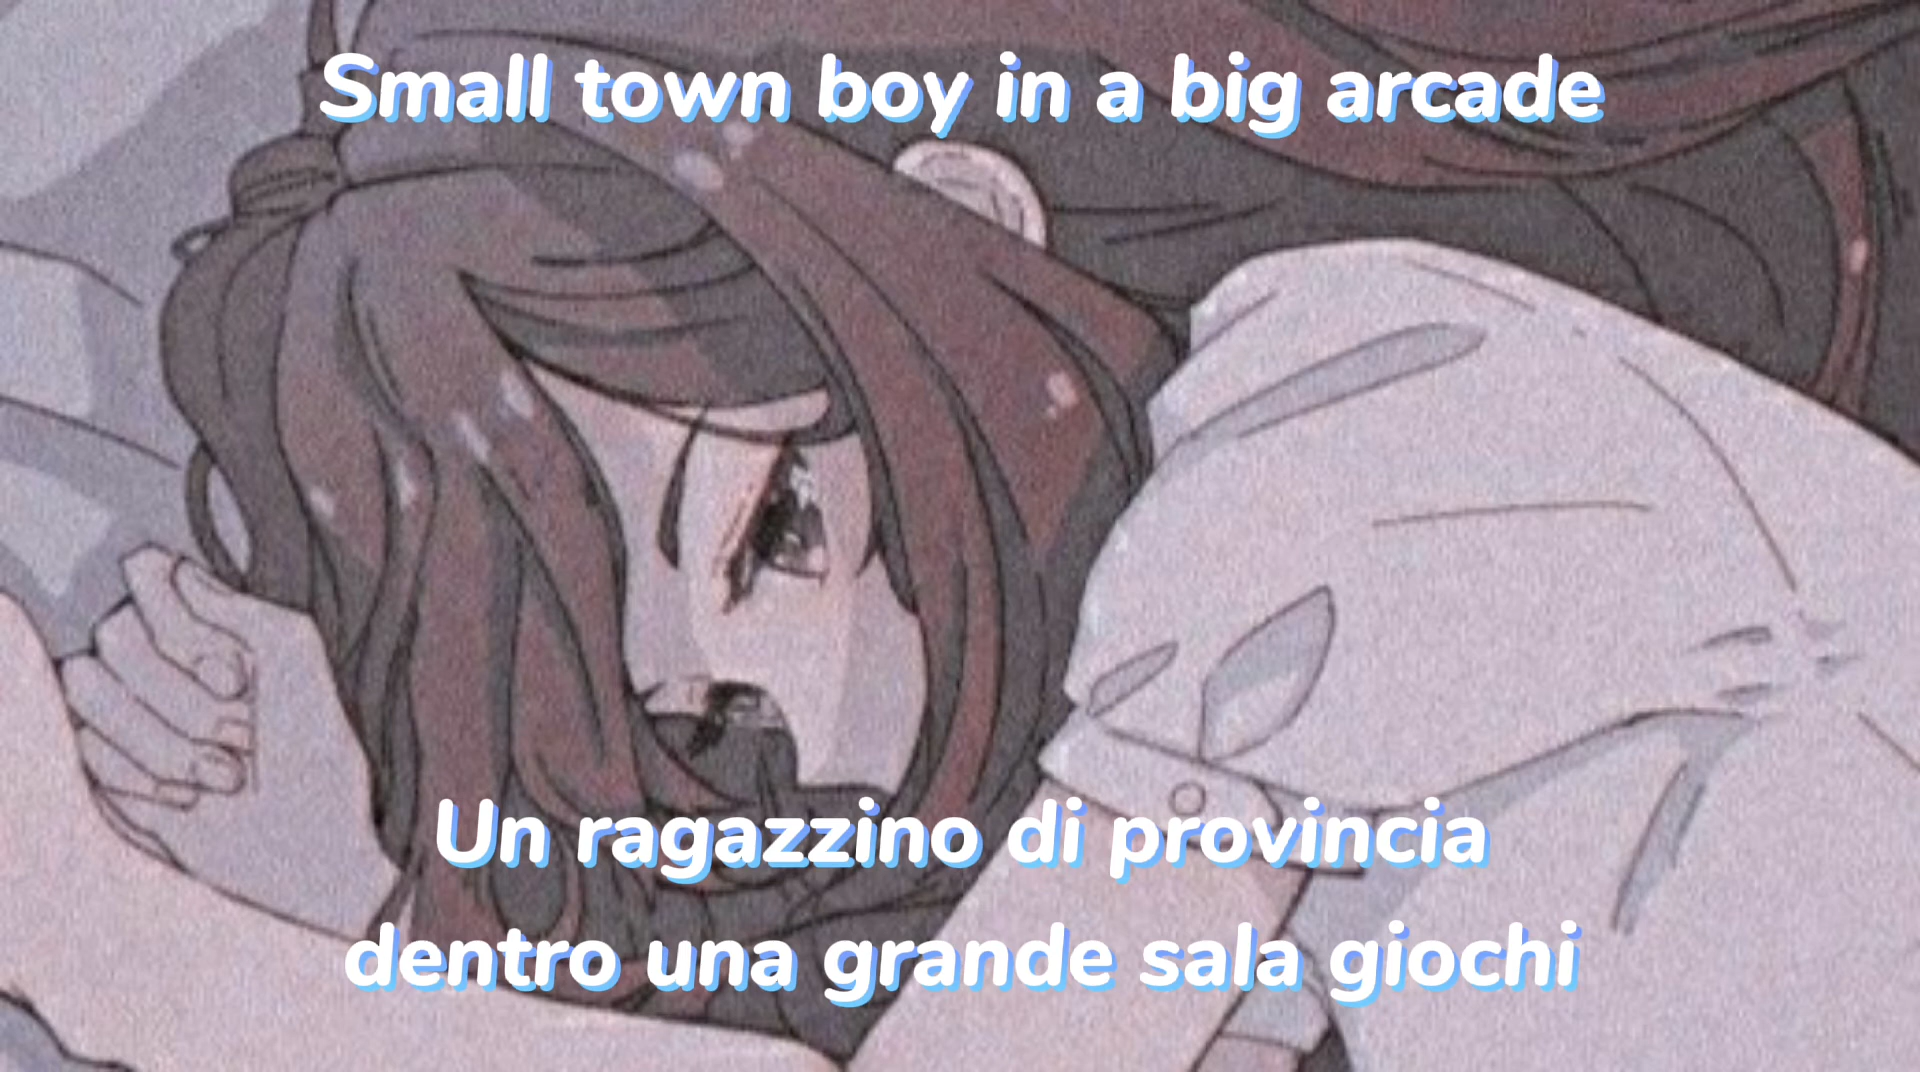 Small town boy in a big arcade
Un ragazzino di provincia
dentro una grande sala giochi